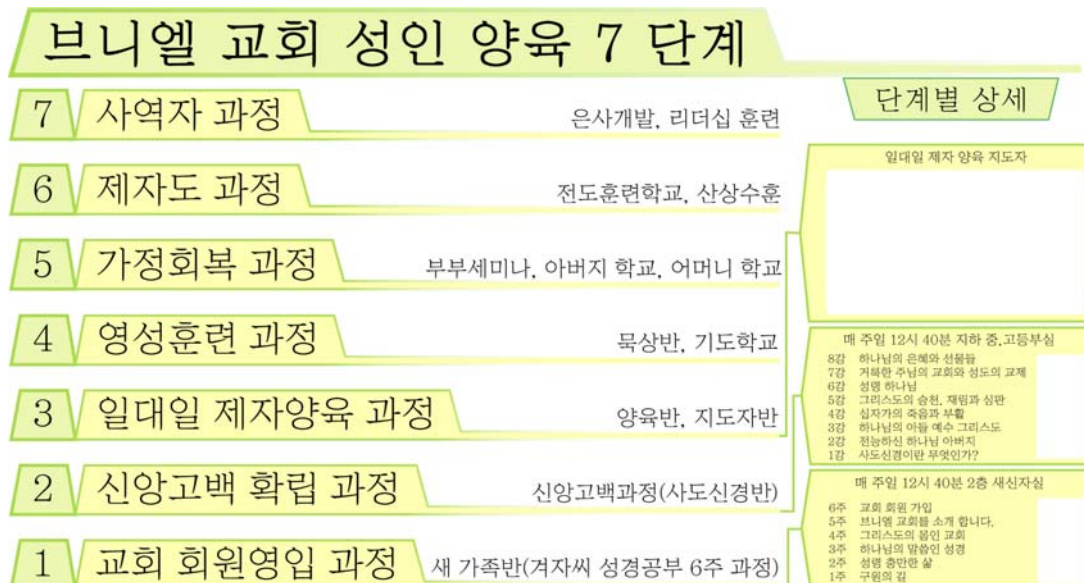 브니엘 교회 성인 양육 7 단계
단계별 상세
7 사역자 과정 은사개발, 리더십 훈련
6 제자도 과정 전도훈련학교, 산상수훈
5 가정회복 과정 부부세미나, 아버지 학교, 어머니 학교
4 영성훈련 과정 묵상반, 기도학교
3 일대일 제자양육 과정 양육반, 지도자반
2 신앙고백 확립 과정 신앙고백과정(사도신경반)
1 교회 회원영입 과정 새 가족반(겨자씨 성경공부 6주 과정)
일대일 제자 양육 지도자
매 주일 12시 40분 지하 중,고등부실
8강 하나님의 은혜와 선물들
7강 거룩한 주님의 교회와 성도의 교제
6강 성령 하나님
5강 그리스도의 승천, 재림과 심판
4강 십자가의 죽음과 부활
3강 하나님의 아들 예수 그리스도
2강 전능하신 하나님 아버지
1강 사도신경이란 무엇인가?
매 주일 12시 40분 2층 새신자실
6주 교회 회원 가입
5주 브니엘 교회를 소개 합니다.
4주 그리스도의 몸인 교회
3주 하나님의 말씀인 성경
2주 성령 충만한 삶
1주 구원의 길